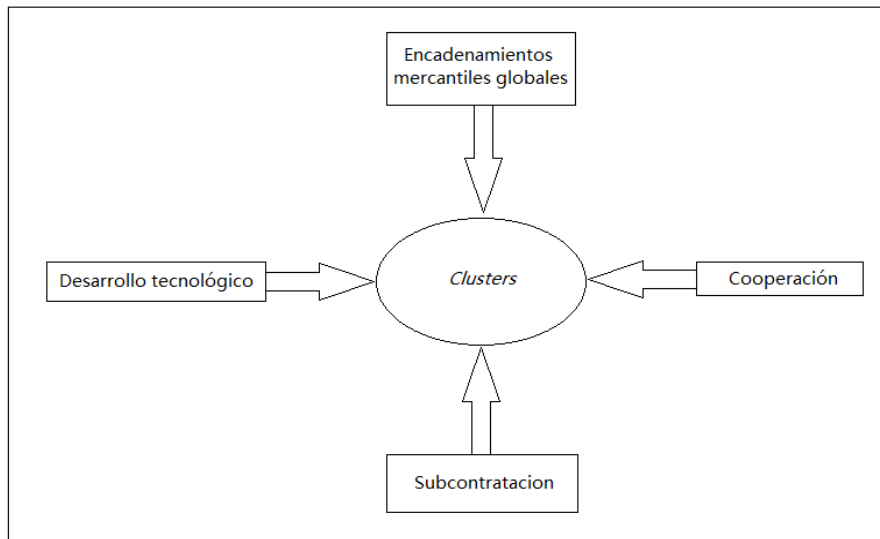 Encadenamientos
mercantiles globales
Desarrollo tecnológico
Clusters
Cooperación
Subcontratacion